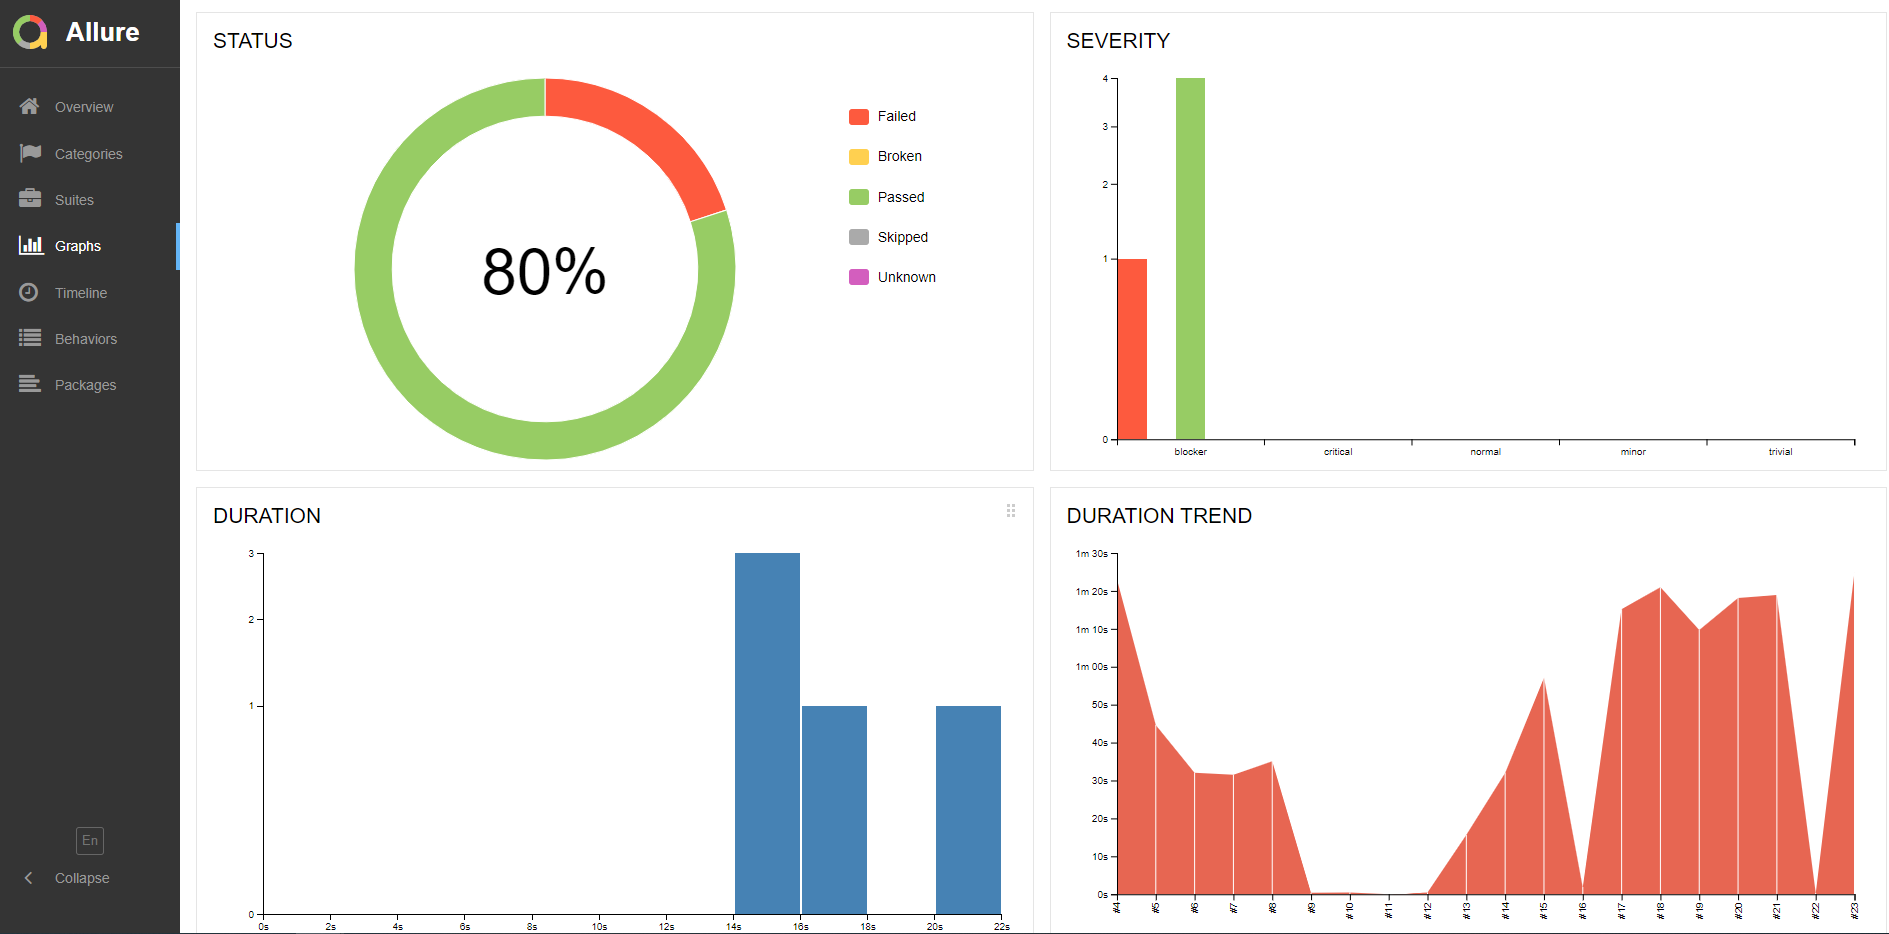 Allure
Overview
Categories
Suites
Graphs
Timeline
Behaviors
Packages
En
Collapse
STATUS
80%
Failed
Broken
Passed
Skipped
Unknown
SEVERITY
4
3
2
1
0
blocker critical normal minor trivial
DURATION
3
2
1
0
0s 2s 4s 6s 8s 10s 12s 14s 16s 18s 20s 22s
DURATION TREND
1m 30s
1m 20s
1m 10s
1m 00s
50s
40s
30s
20s
10s
0s
#4 #5 #6 #7 #8 #9 #10 #11 #12 #13 #14 #15 #16 #17 #18 #19 #20 #21 #22 #23